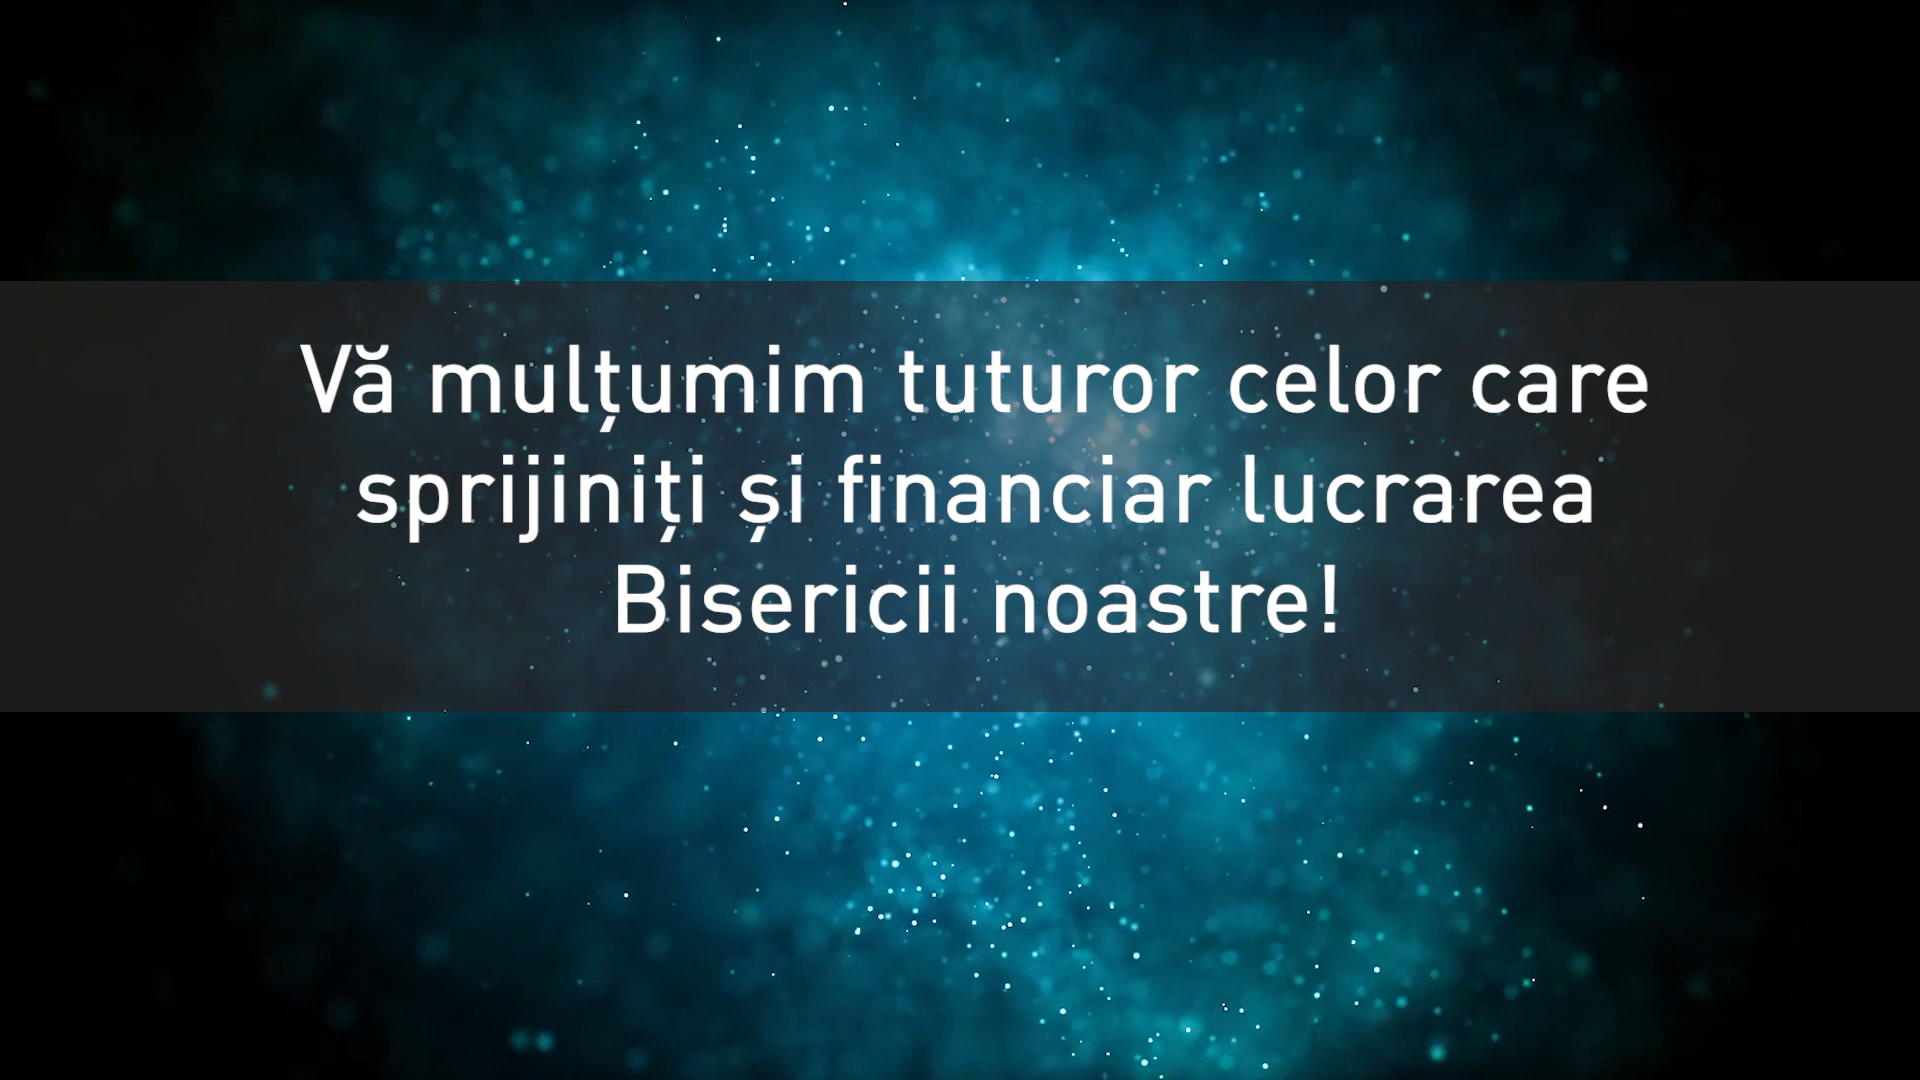 Vă mulțumim tuturor celor care
sprijiniți și financiar lucrarea
Bisericii noastre!